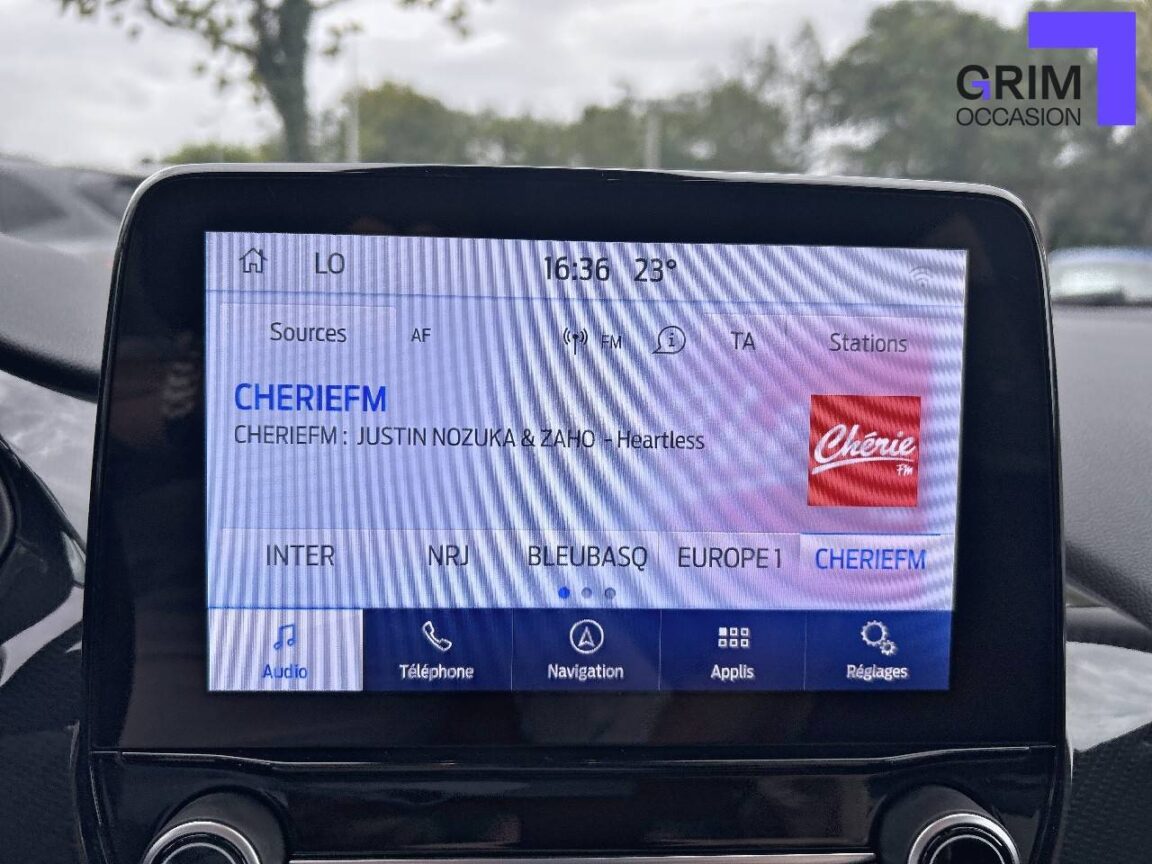 GRIM
OCCASION
LO 16:36 23°
Sources AF FM i TA Stations
CHERIEFM
CHERIEFM : JUSTIN NOZUKA & ZAHO - Heartless
Chérie
FM
INTER NRJ BLEUBASQ EUROPE 1 CHERIEFM
Audio Téléphone Navigation Applis Réglages